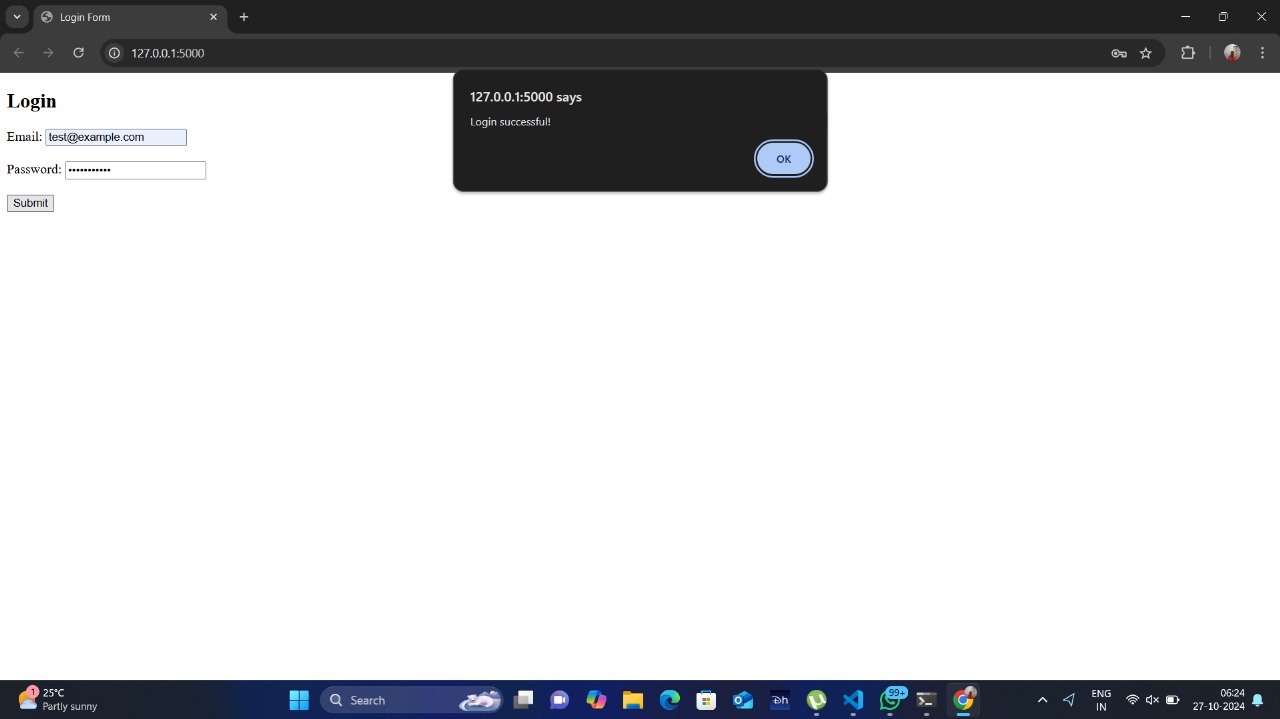 Login Form
127.0.0.1:5000
Login
Email: test@example.com
Password: •••••••••••
Submit
127.0.0.1:5000 says
Login successful!
OK
1
25°C
Partly sunny
Search
Dh
99+
ENG
IN
06:24
27-10-2024